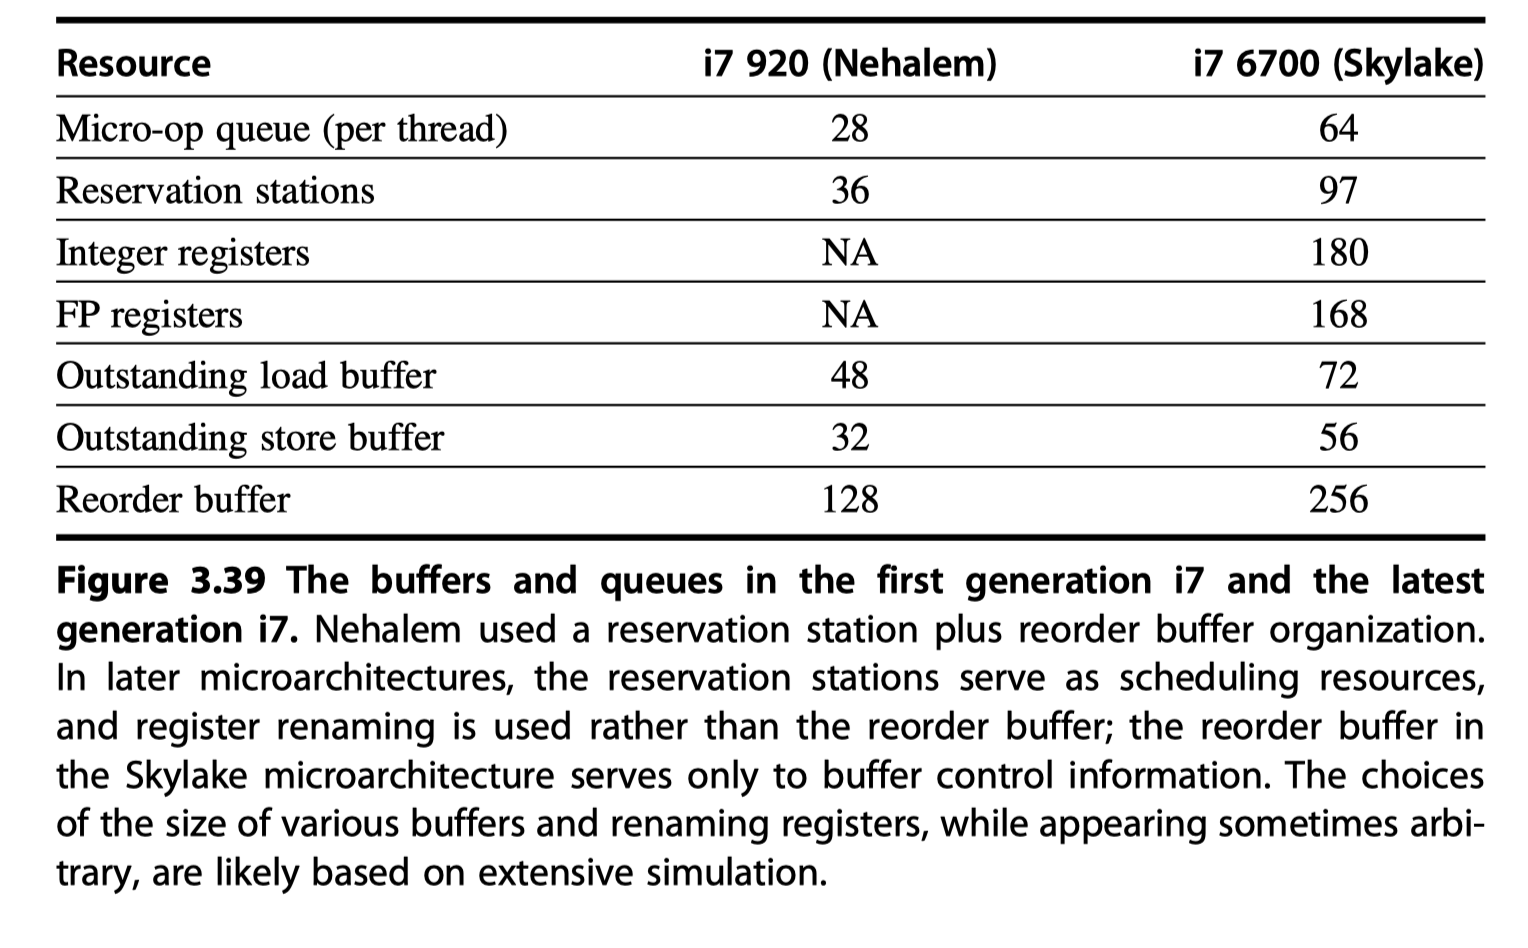 Resource i7 920 (Nehalem) i7 6700 (Skylake)
Micro-op queue (per thread) 28 64
Reservation stations 36 97
Integer registers NA 180
FP registers NA 168
Outstanding load buffer 48 72
Outstanding store buffer 32 56
Reorder buffer 128 256
Figure 3.39 The buffers and queues in the first generation i7 and the latest
generation i7. Nehalem used a reservation station plus reorder buffer organization.
In later microarchitectures, the reservation stations serve as scheduling resources,
and register renaming is used rather than the reorder buffer; the reorder buffer in
the Skylake microarchitecture serves only to buffer control information. The choices
of the size of various buffers and renaming registers, while appearing sometimes arbi-
trary, are likely based on extensive simulation.